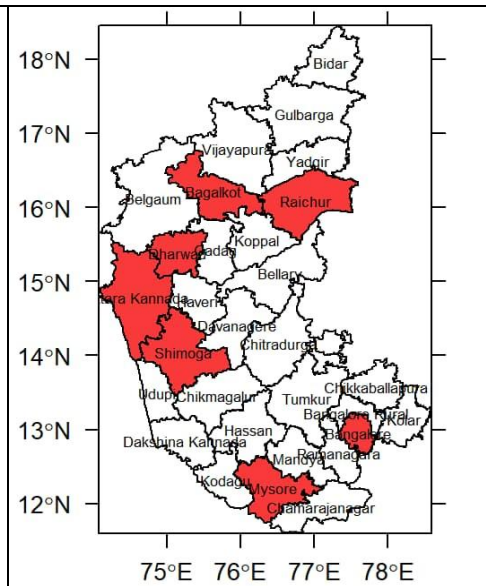 18°N
17°N
16°N
15°N
14°N
13°N
12°N
Bidar
Gulbarga
Vijayapura
Yadgir
Bagalkot
Raichur
Belgaum
Koppal
Dharwad
Gadag
Bellary
tara Kannada
Haveri
Davanagere
Chitradurga
Shimoga
Chikkaballapura
Udupi
Chikmagalur
Tumkur
Bangalore Rural
Kolar
Bangalore
Hassan
Dakshina Kannada
Ramanagara
Mandya
Kodagu
Mysore
Chamarajanagar
75°E 76°E 77°E 78°E